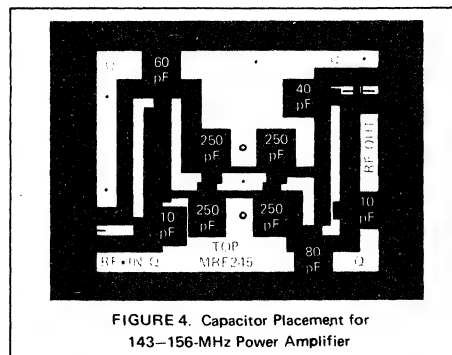 Q
60
pF
Q
40
pF
250
pF
250
pF
RF OUT
10
pF
250
pF
250
pF
10
pF
TOP
MRF245
80
pF
RF•IN Q
Q
FIGURE 4. Capacitor Placement for
143–156-MHz Power Amplifier